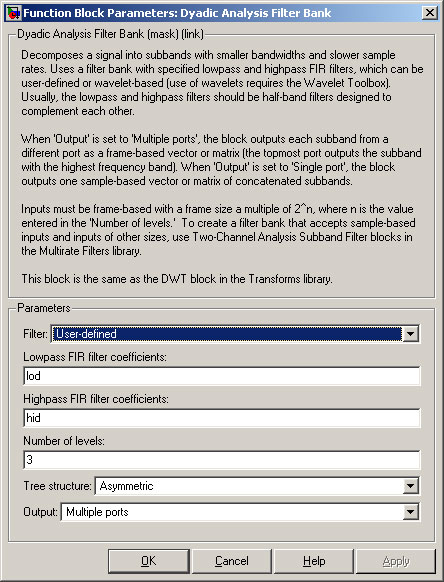 Function Block Parameters: Dyadic Analysis Filter Bank
Dyadic Analysis Filter Bank (mask) (link)
Decomposes a signal into subbands with smaller bandwidths and slower sample
rates. Uses a filter bank with specified lowpass and highpass FIR filters, which can be
user-defined or wavelet-based (use of wavelets requires the Wavelet Toolbox).
Usually, the lowpass and highpass filters should be half-band filters designed to
complement each other.
When 'Output' is set to 'Multiple ports', the block outputs each subband from a
different port as a frame-based vector or matrix (the topmost port outputs the subband
with the highest frequency band). When 'Output' is set to 'Single port', the block
outputs one sample-based vector or matrix of concatenated subbands.
Inputs must be frame-based with a frame size a multiple of 2^n, where n is the value
entered in the 'Number of levels.' To create a filter bank that accepts sample-based
inputs and inputs of other sizes, use Two-Channel Analysis Subband Filter blocks in
the Multirate Filters library.
This block is the same as the DWT block in the Transforms library.
Parameters
Filter: User-defined
Lowpass FIR filter coefficients:
lod
Highpass FIR filter coefficients:
hid
Number of levels:
3
Tree structure: Asymmetric
Output: Multiple ports
OK Cancel Help Apply